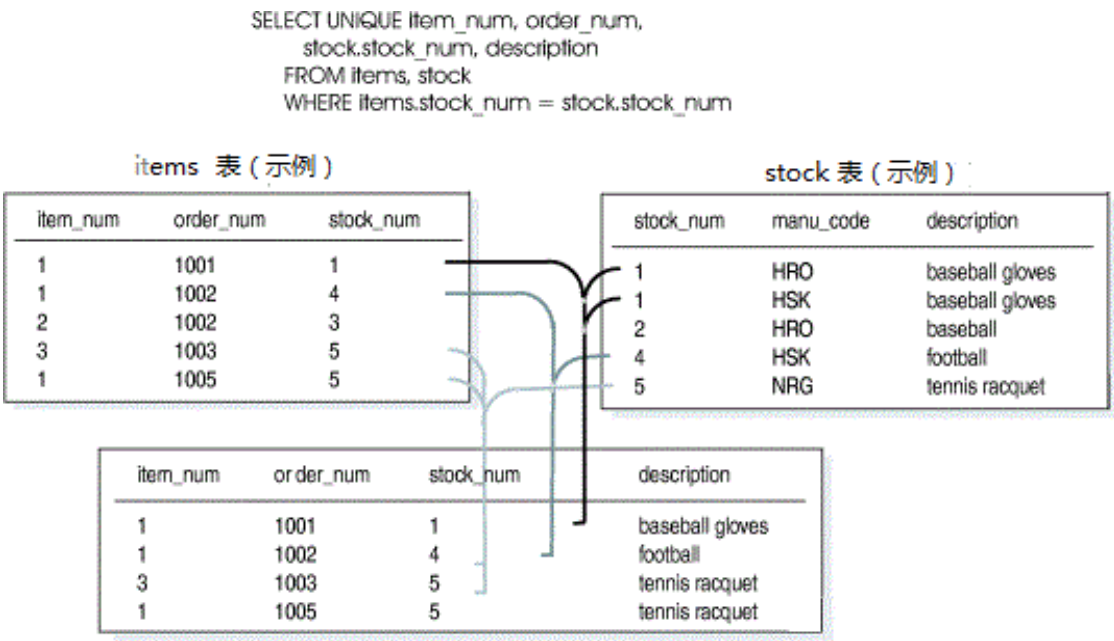 SELECT UNIQUE item_num, order_num,
stock.stock_num, description
FROM items, stock
WHERE items.stock_num = stock.stock_num
items 表 ( 示例 )
item_num order_num stock_num
1 1001 1
1 1002 4
2 1002 3
3 1003 5
1 1005 5
stock 表 ( 示例 )
stock_num manu_code description
1 HRO baseball gloves
1 HSK baseball gloves
2 HRO baseball
4 HSK football
5 NRG tennis racquet
item_num or der_num stock_num description
1 1001 1 baseball gloves
1 1002 4 football
3 1003 5 tennis racquet
1 1005 5 tennis racquet